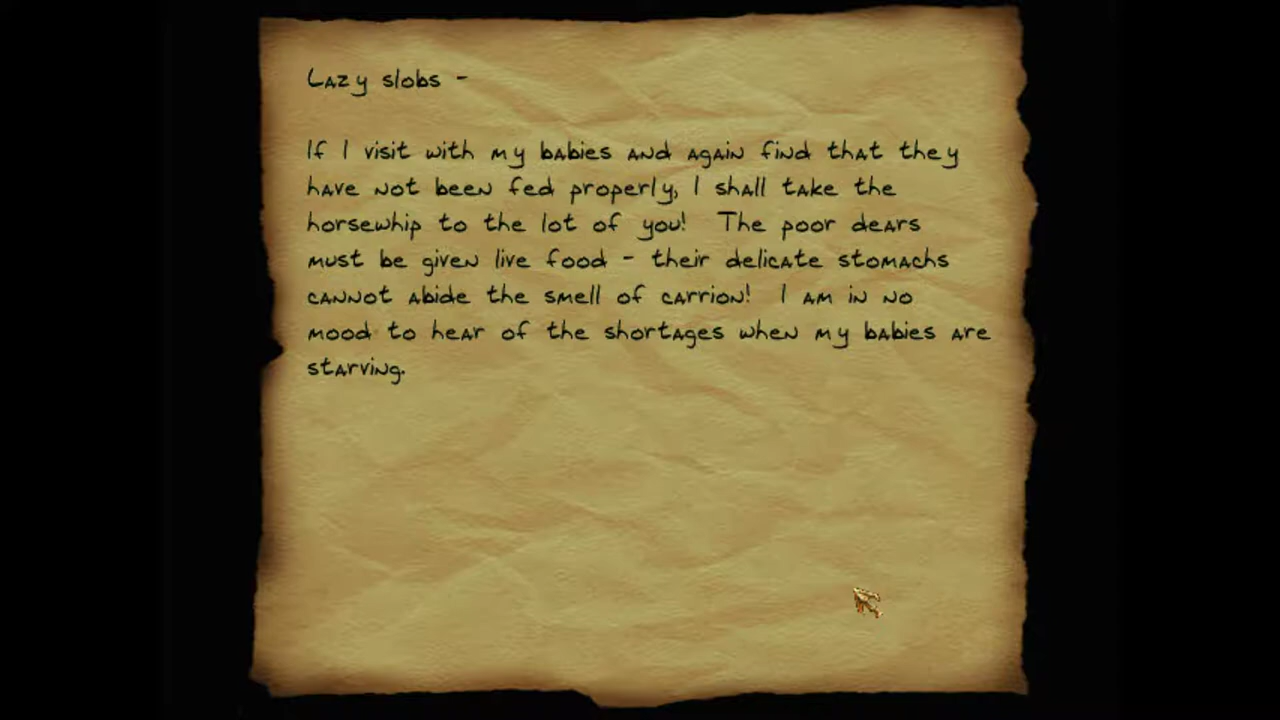 Lazy slobs -
If I visit with my babies and again find that they
have not been fed properly, I shall take the
horsewhip to the lot of you! The poor dears
must be given live food - their delicate stomachs
cannot abide the smell of carrion! I am in no
mood to hear of the shortages when my babies are
starving.